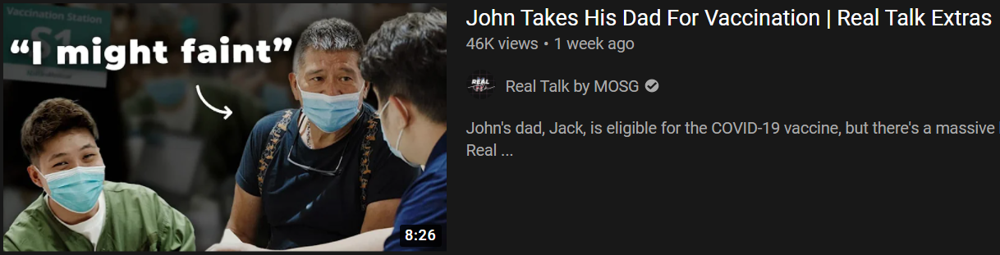 Vaccination Station
S1
"I might faint"
8:26
John Takes His Dad For Vaccination | Real Talk Extras
46K views • 1 week ago
REAL
Real Talk by MOSG
John's dad, Jack, is eligible for the COVID-19 vaccine, but there's a massive
Real ...